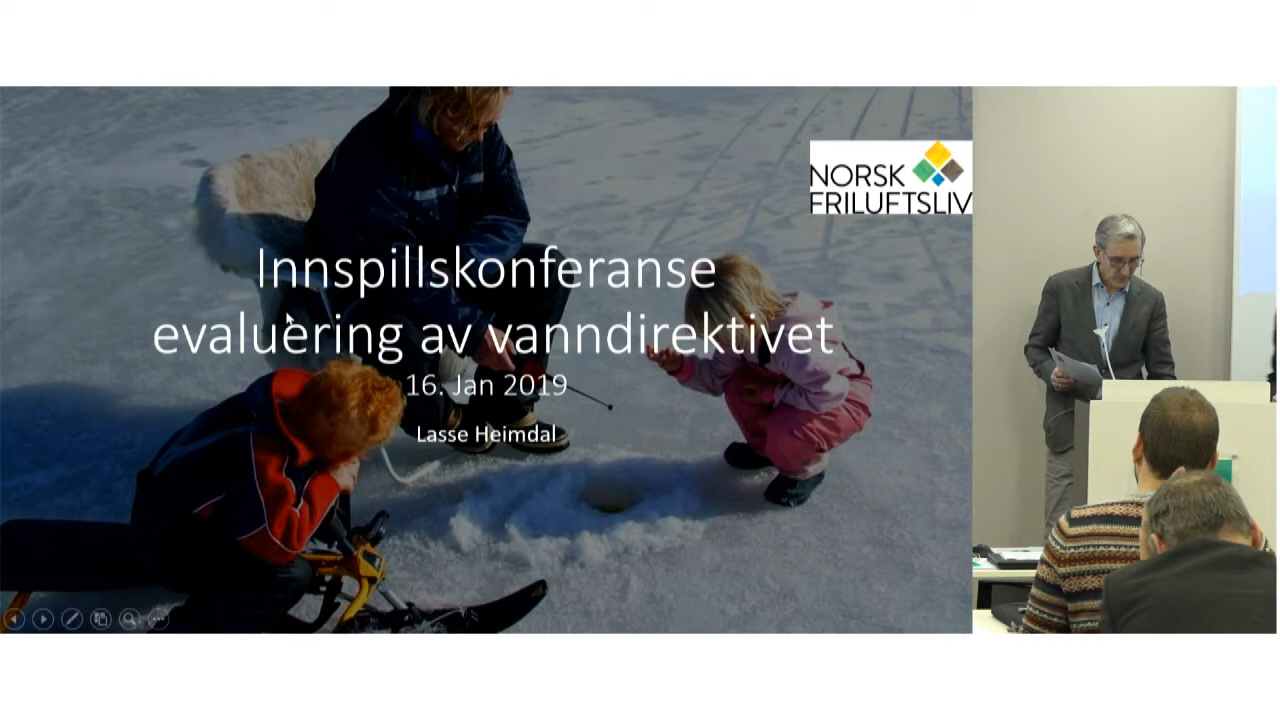 NORSK
FRILUFTSLIV
Innspillskonferanse
evaluering av vanndirektivet
16. Jan 2019
Lasse Heimdal